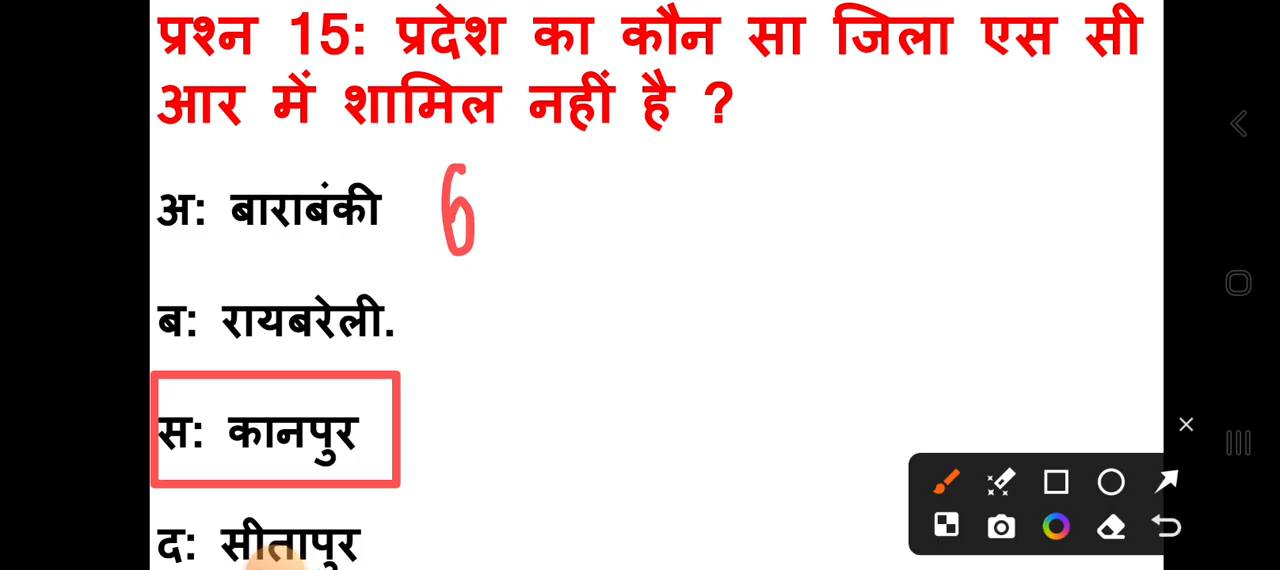 प्रश्न 15: प्रदेश का कौन सा जिला एस सी
आर में शामिल नहीं है ?
अ: बाराबंकी 6
ब: रायबरेली.
स: कानपुर
द: सीतापुर